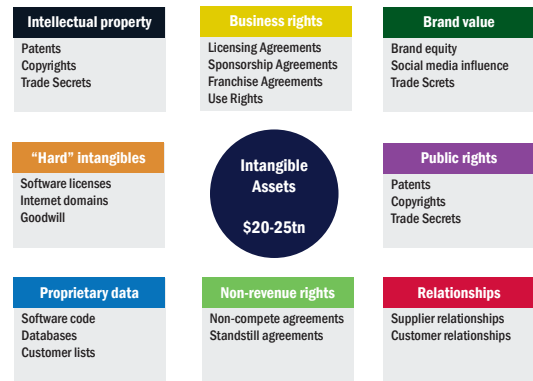 Intellectual property
Patents
Copyrights
Trade Secrets
Business rights
Licensing Agreements
Sponsorship Agreements
Franchise Agreements
Use Rights
Brand value
Brand equity
Social media influence
Trade Screts
“Hard” intangibles
Software licenses
Internet domains
Goodwill
Intangible
Assets
$20-25tn
Public rights
Patents
Copyrights
Trade Secrets
Proprietary data
Software code
Databases
Customer lists
Non-revenue rights
Non-compete agreements
Standstill agreements
Relationships
Supplier relationships
Customer relationships